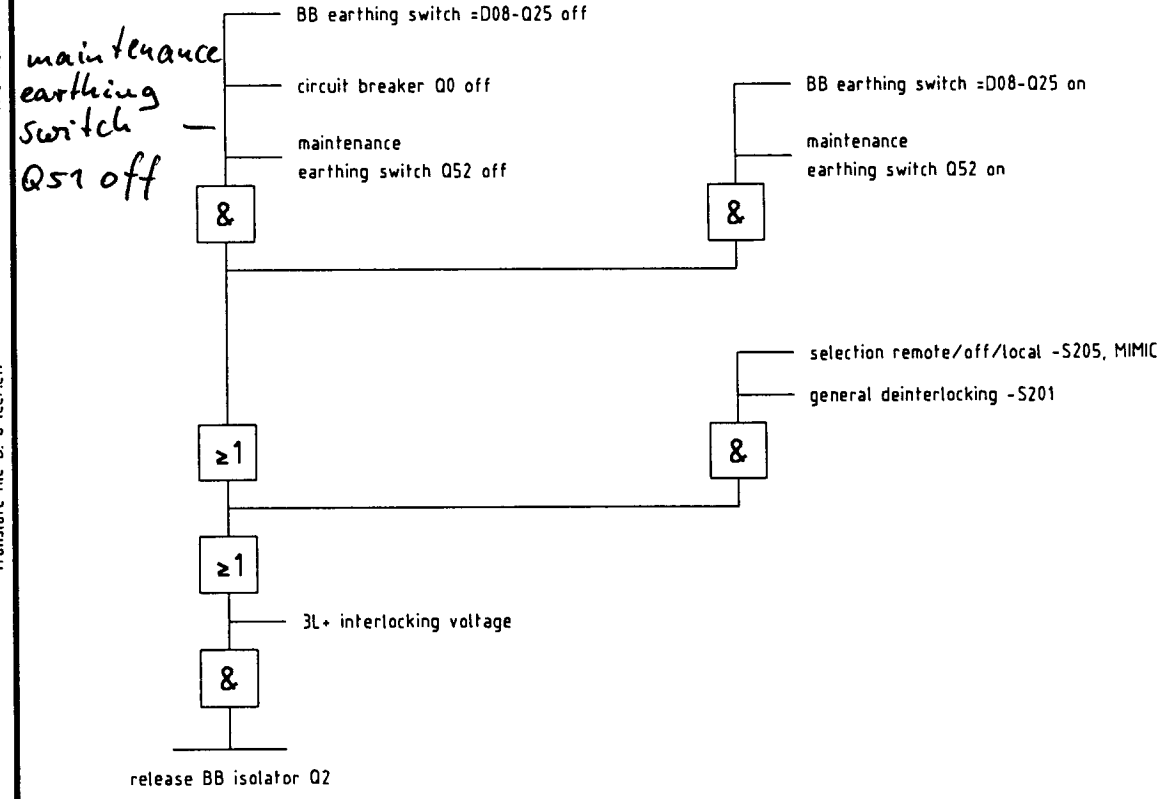 BB earthing switch =D08-Q25 off
maintenance
earthing
switch —
Q51 off
circuit breaker Q0 off
maintenance
earthing switch Q52 off
&
BB earthing switch =D08-Q25 on
maintenance
earthing switch Q52 on
&
selection remote/off/local -S205, MIMIC
general deinterlocking -S201
&
≥1
≥1
3L+ interlocking voltage
&
release BB isolator Q2